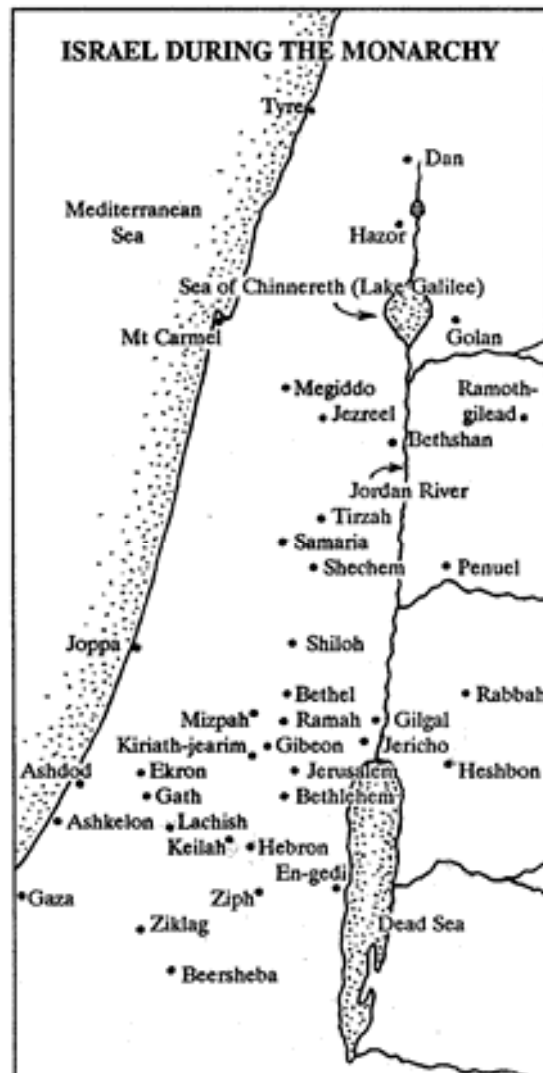 ISRAEL DURING THE MONARCHY
Tyre
Dan
Mediterranean
Sea
Hazor
Sea of Chinnereth (Lake Galilee)
Mt Carmel
Golan
Megiddo
Ramoth-
gilead
Jezreel
Bethshan
Jordan River
Tirzah
Samaria
Shechem
Penuel
Joppa
Shiloh
Bethel
Rabbah
Mizpah
Ramah
Gilgal
Kiriath-jearim
Gibeon
Jericho
Ashdod
Ekron
Jerusalem
Heshbon
Gath
Bethlehem
Ashkelon
Lachish
Keilah
Hebron
En-gedi
Gaza
Ziph
Ziklag
Dead Sea
Beersheba